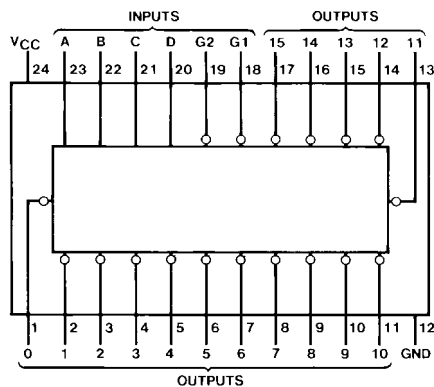 INPUTS OUTPUTS
VCC A B C D G2 G1 15 14 13 12 11
24 23 22 21 20 19 18 17 16 15 14 13
1 2 3 4 5 6 7 8 9 10 11 12
0 1 2 3 4 5 6 7 8 9 10 GND
OUTPUTS